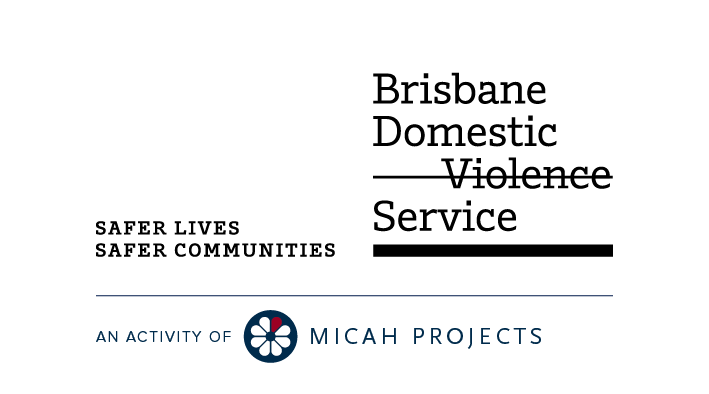 Brisbane
Domestic
Violence
Service
SAFER LIVES
SAFER COMMUNITIES
AN ACTIVITY OF MICAH PROJECTS